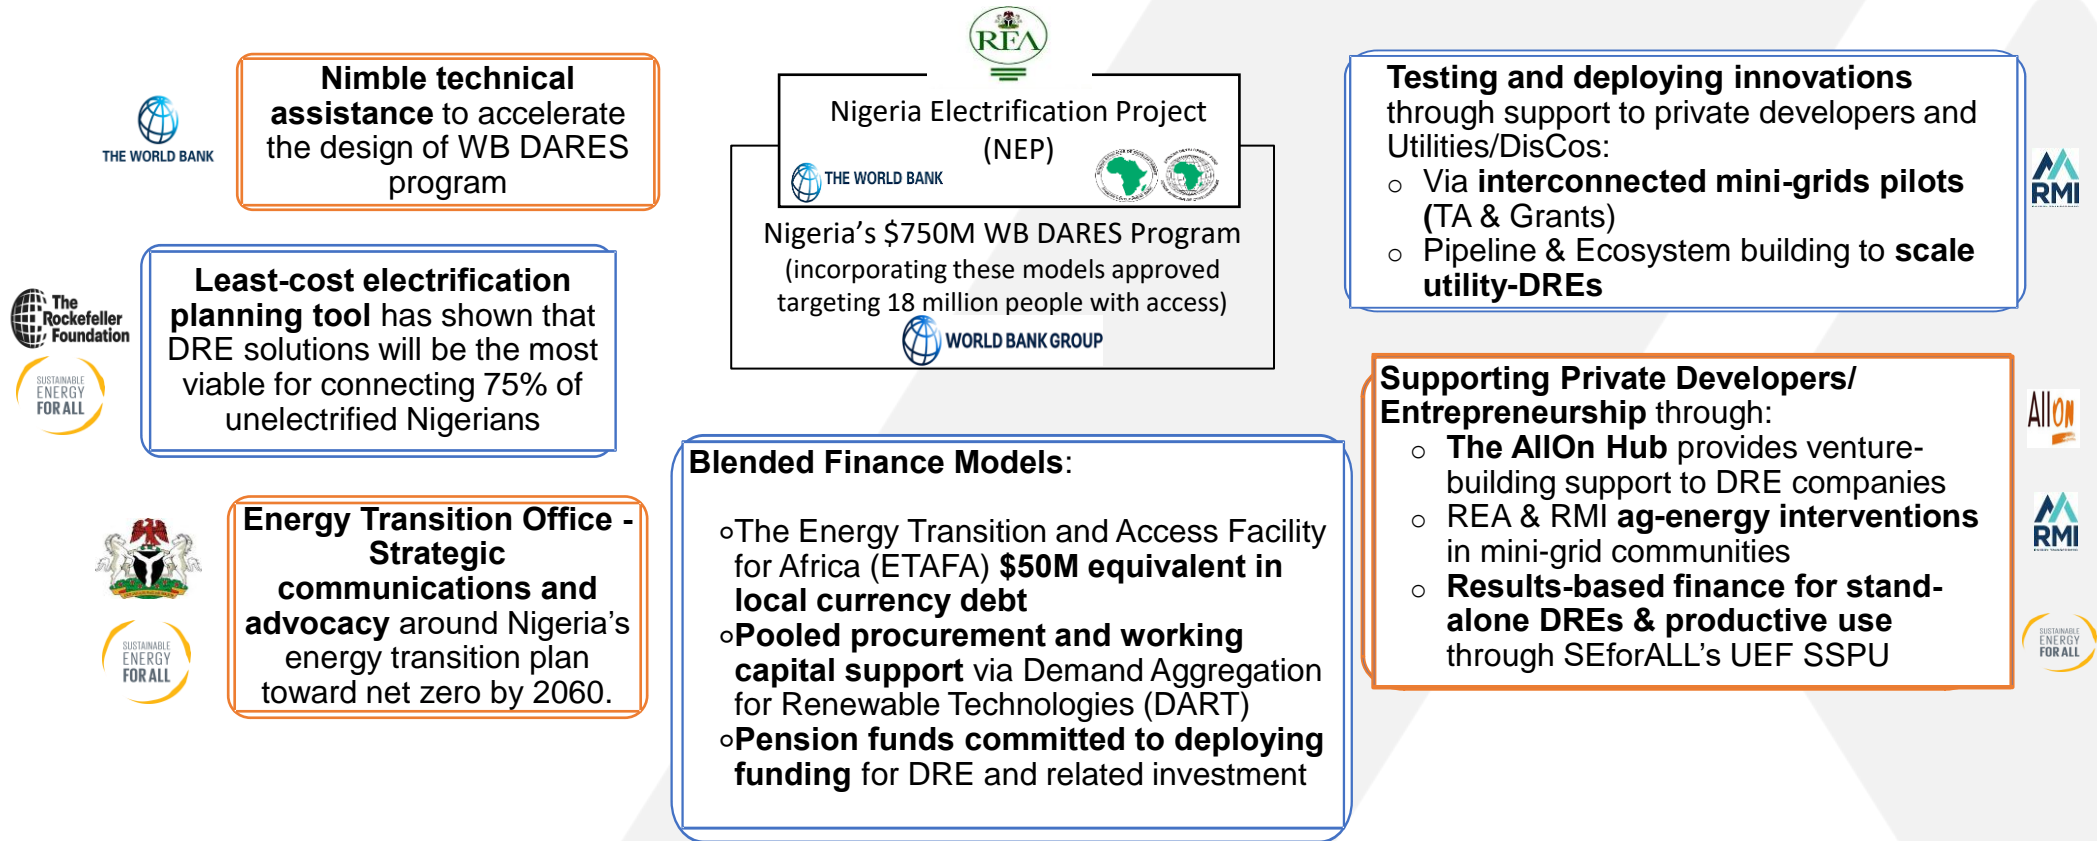 THE WORLD BANK
Nimble technical
assistance to accelerate
the design of WB DARES
program
The
Rockefeller
Foundation
SUSTAINABLE
ENERGY
FOR ALL
Least-cost electrification
planning tool has shown that
DRE solutions will be the most
viable for connecting 75% of
unelectrified Nigerians
SUSTAINABLE
ENERGY
FOR ALL
Energy Transition Office -
Strategic
communications and
advocacy around Nigeria’s
energy transition plan
toward net zero by 2060.
REA
Nigeria Electrification Project
(NEP)
THE WORLD BANK
Nigeria’s $750M WB DARES Program
(incorporating these models approved
targeting 18 million people with access)
WORLD BANK GROUP
Blended Finance Models:
The Energy Transition and Access Facility
for Africa (ETAFA) $50M equivalent in
local currency debt
Pooled procurement and working
capital support via Demand Aggregation
for Renewable Technologies (DART)
Pension funds committed to deploying
funding for DRE and related investment
Testing and deploying innovations
through support to private developers and
Utilities/DisCos:
Via interconnected mini-grids pilots
(TA & Grants)
Pipeline & Ecosystem building to scale
utility-DREs
RMI
Supporting Private Developers/
Entrepreneurship through:
The AllOn Hub provides venture-
building support to DRE companies
REA & RMI ag-energy interventions
in mini-grid communities
Results-based finance for stand-
alone DREs & productive use
through SEforALL’s UEF SSPU
AllOn
RMI
SUSTAINABLE
ENERGY
FOR ALL